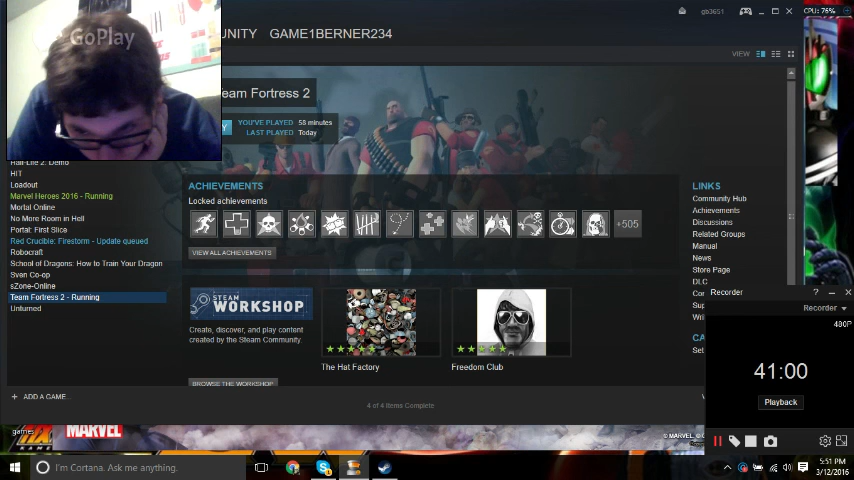 GoPlay
UNITY GAME1BERNER234
gb3651
CPU: 76%
VIEW
Team Fortress 2
YOU'VE PLAYED 58 minutes
LAST PLAYED Today
Half-Life 2: Demo
HIT
Loadout
Marvel Heroes 2016 - Running
Mortal Online
No More Room in Hell
Portal: First Slice
Red Crucible: Firestorm - Update queued
Robocraft
School of Dragons: How to Train Your Dragon
Sven Co-op
sZone-Online
Team Fortress 2 - Running
Unturned
ACHIEVEMENTS
Locked achievements
+505
VIEW ALL ACHIEVEMENTS
STEAM WORKSHOP
Create, discover, and play content
created by the Steam Community.
BROWSE THE WORKSHOP
The Hat Factory
Freedom Club
LINKS
Community Hub
Achievements
Discussions
Related Groups
Manual
News
Store Page
DLC
Set
Recorder
Recorder
480P
41:00
Playback
+ ADD A GAME...
4 of 4 Items Complete
games
MARVEL
© MARVEL.
I'm Cortana. Ask me anything.
5:51 PM
3/12/2016